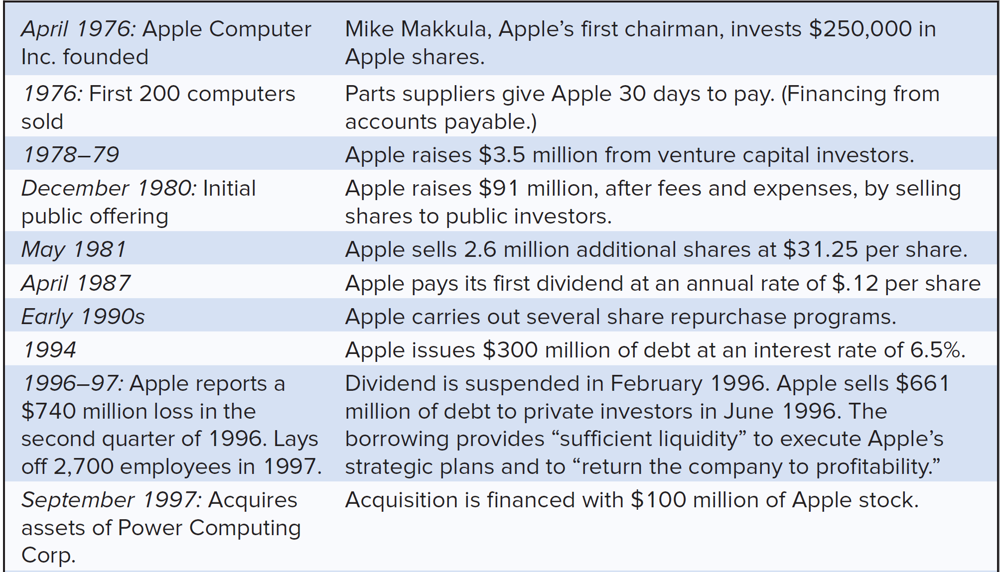 April 1976: Apple Computer
Inc. founded
Mike Makkula, Apple’s first chairman, invests $250,000 in
Apple shares.
1976: First 200 computers
sold
Parts suppliers give Apple 30 days to pay. (Financing from
accounts payable.)
1978–79
Apple raises $3.5 million from venture capital investors.
December 1980: Initial
public offering
Apple raises $91 million, after fees and expenses, by selling
shares to public investors.
May 1981
Apple sells 2.6 million additional shares at $31.25 per share.
April 1987
Apple pays its first dividend at an annual rate of $.12 per share
Early 1990s
Apple carries out several share repurchase programs.
1994
Apple issues $300 million of debt at an interest rate of 6.5%.
1996–97: Apple reports a
$740 million loss in the
second quarter of 1996. Lays
off 2,700 employees in 1997.
Dividend is suspended in February 1996. Apple sells $661
million of debt to private investors in June 1996. The
borrowing provides “sufficient liquidity” to execute Apple’s
strategic plans and to “return the company to profitability.”
September 1997: Acquires
assets of Power Computing
Corp.
Acquisition is financed with $100 million of Apple stock.